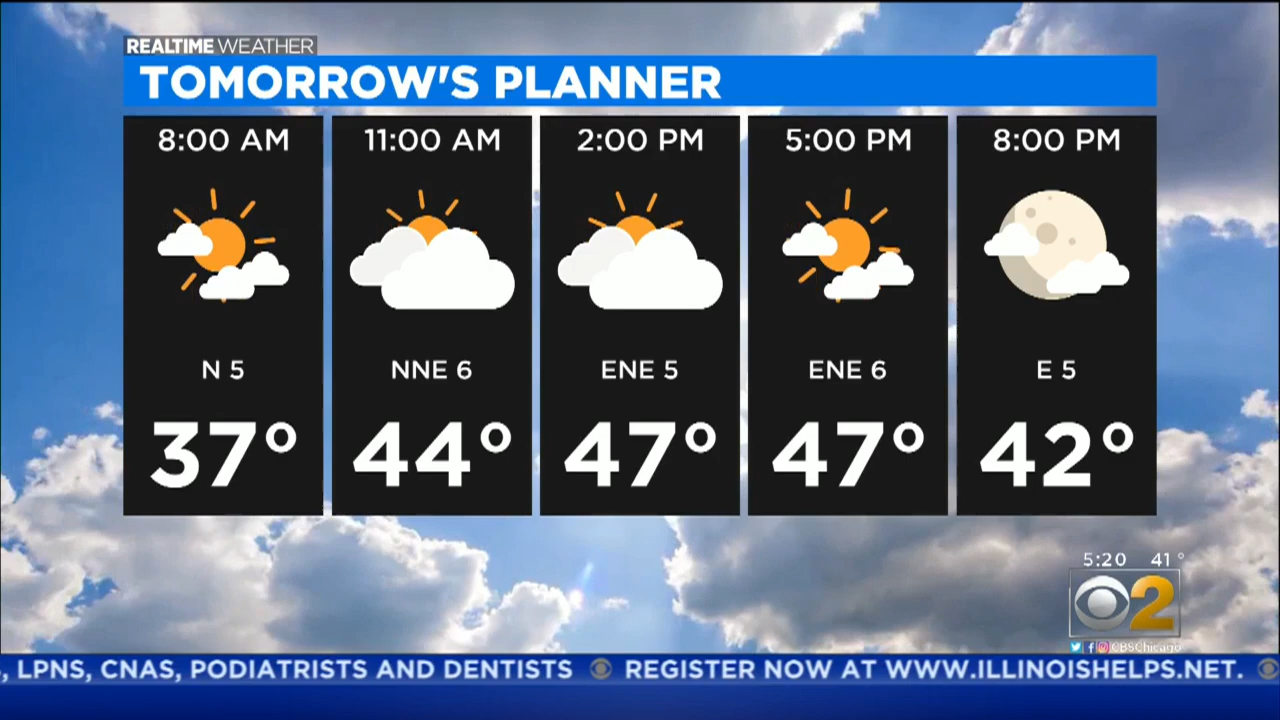 REALTIME WEATHER
TOMORROW'S PLANNER
8:00 AM
11:00 AM
2:00 PM
5:00 PM
8:00 PM
N 5
NNE 6
ENE 5
ENE 6
E 5
37°
44°
47°
47°
42°
5:20 41°
2
CBSChicago
, LPNS, CNAS, PODIATRISTS AND DENTISTS REGISTER NOW AT WWW.ILLINOISHELPS.NET.